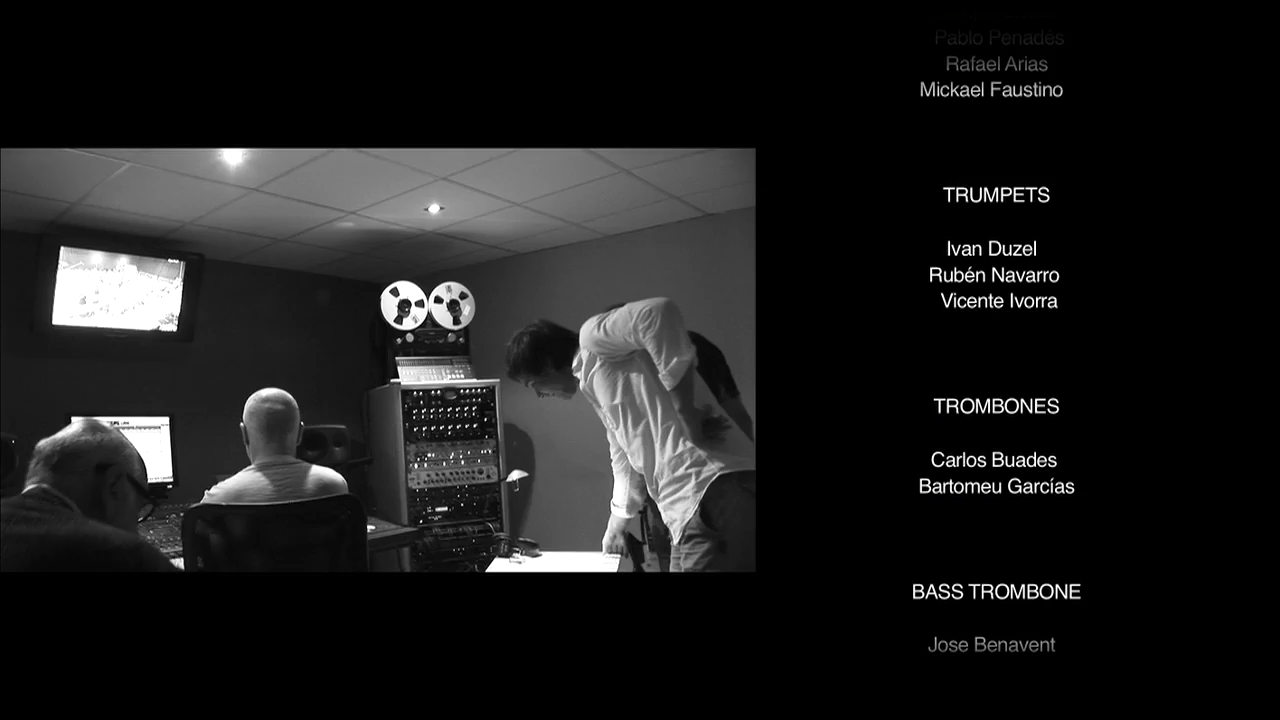 Pablo Penadés
Rafael Arias
Mickael Faustino
TRUMPETS
Ivan Duzel
Rubén Navarro
Vicente Ivorra
TROMBONES
Carlos Buades
Bartomeu Garcías
BASS TROMBONE
Jose Benavent